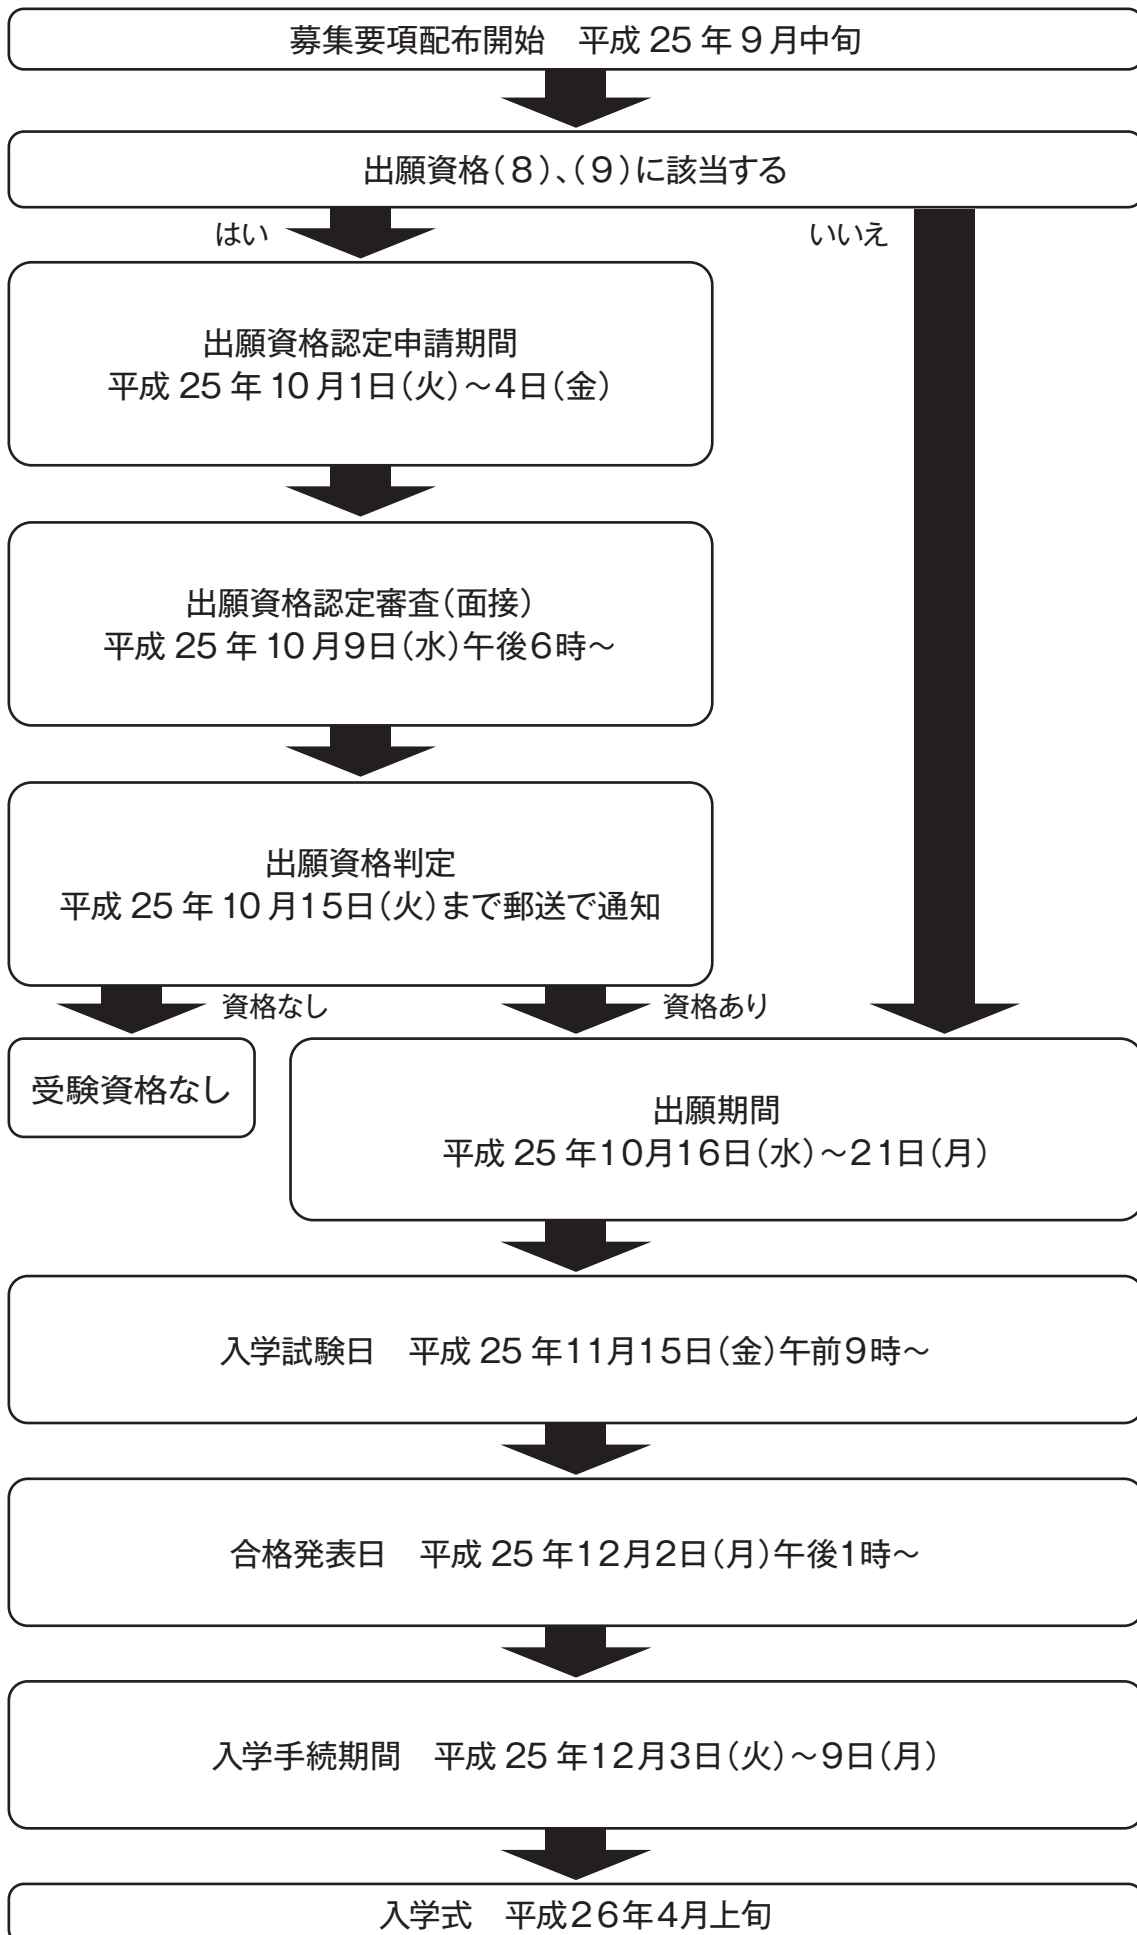 募集要項配布開始　平成 25 年 9 月中旬
出願資格(８)、(９)に該当する
はい
いいえ
出願資格認定申請期間
平成 25 年 10 月1日(火)～4日(金)
出願資格認定審査(面接)
平成 25 年 10 月9日(水)午後6時～
出願資格判定
平成 25 年 10 月15日(火)まで郵送で通知
資格なし
資格あり
受験資格なし
出願期間
平成 25 年10月16日(水)～21日(月)
入学試験日　平成 25 年11月15日(金)午前9時～
合格発表日　平成 25 年12月2日(月)午後1時～
入学手続期間　平成 25 年12月3日(火)～9日(月)
入学式　平成26年4月上旬